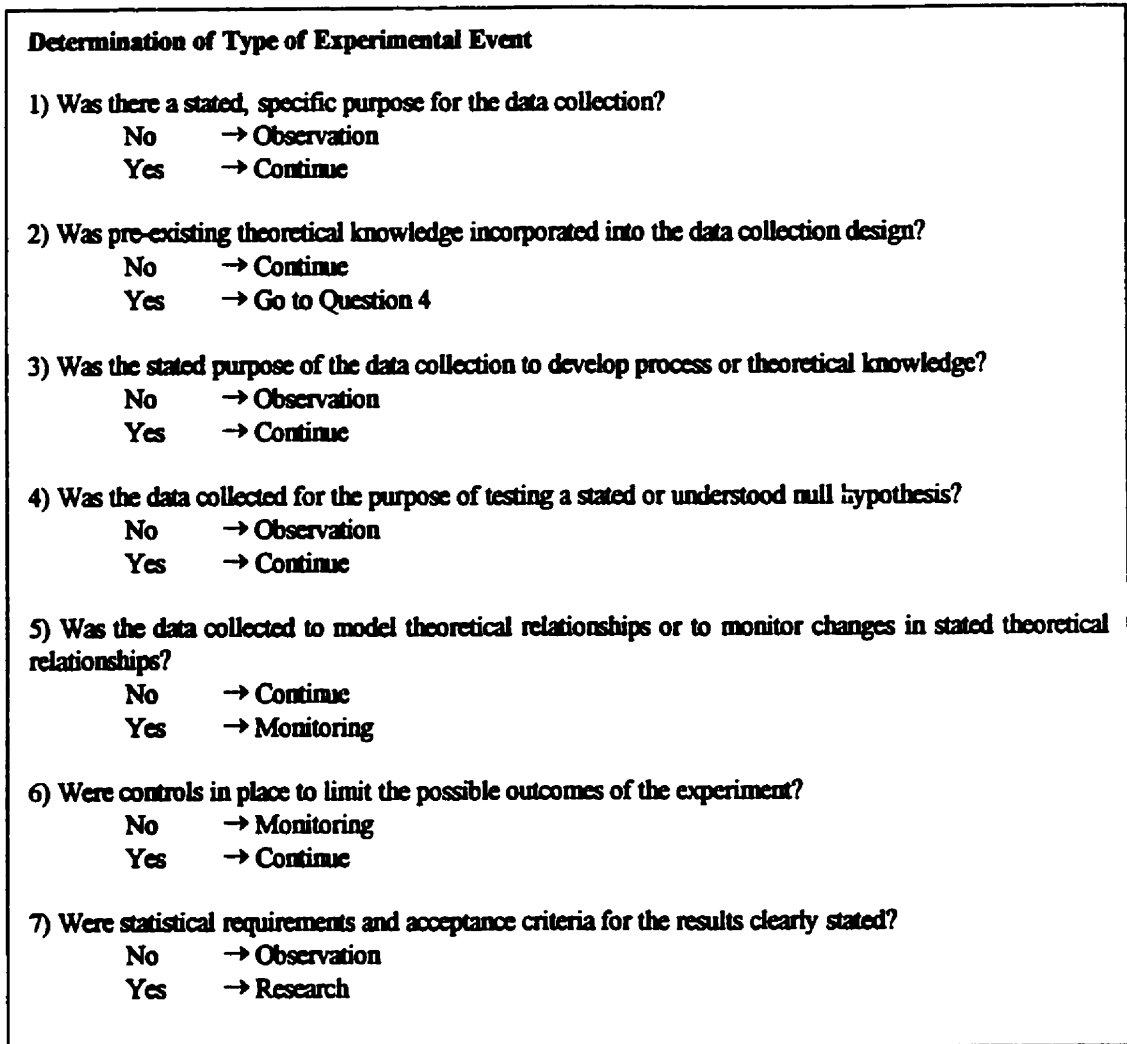 Determination of Type of Experimental Event
1) Was there a stated, specific purpose for the data collection?
No → Observation
Yes → Continue
2) Was pre-existing theoretical knowledge incorporated into the data collection design?
No → Continue
Yes → Go to Question 4
3) Was the stated purpose of the data collection to develop process or theoretical knowledge?
No → Observation
Yes → Continue
4) Was the data collected for the purpose of testing a stated or understood null hypothesis?
No → Observation
Yes → Continue
5) Was the data collected to model theoretical relationships or to monitor changes in stated theoretical
relationships?
No → Continue
Yes → Monitoring
6) Were controls in place to limit the possible outcomes of the experiment?
No → Monitoring
Yes → Continue
7) Were statistical requirements and acceptance criteria for the results clearly stated?
No → Observation
Yes → Research